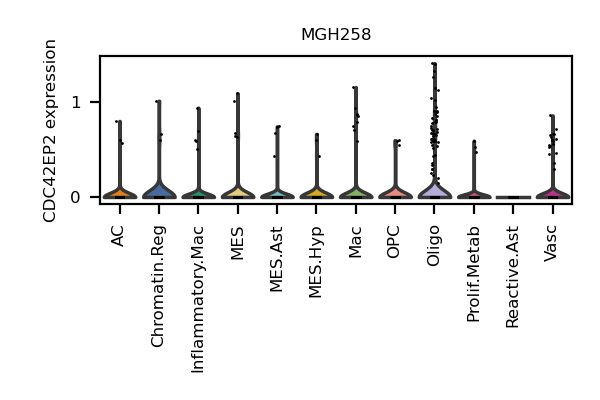 MGH258
CDC42EP2 expression
1
0
AC
Chromatin.Reg
Inflammatory.Mac
MES
MES.Ast
MES.Hyp
Mac
OPC
Oligo
Prolif.Metab
Reactive.Ast
Vasc